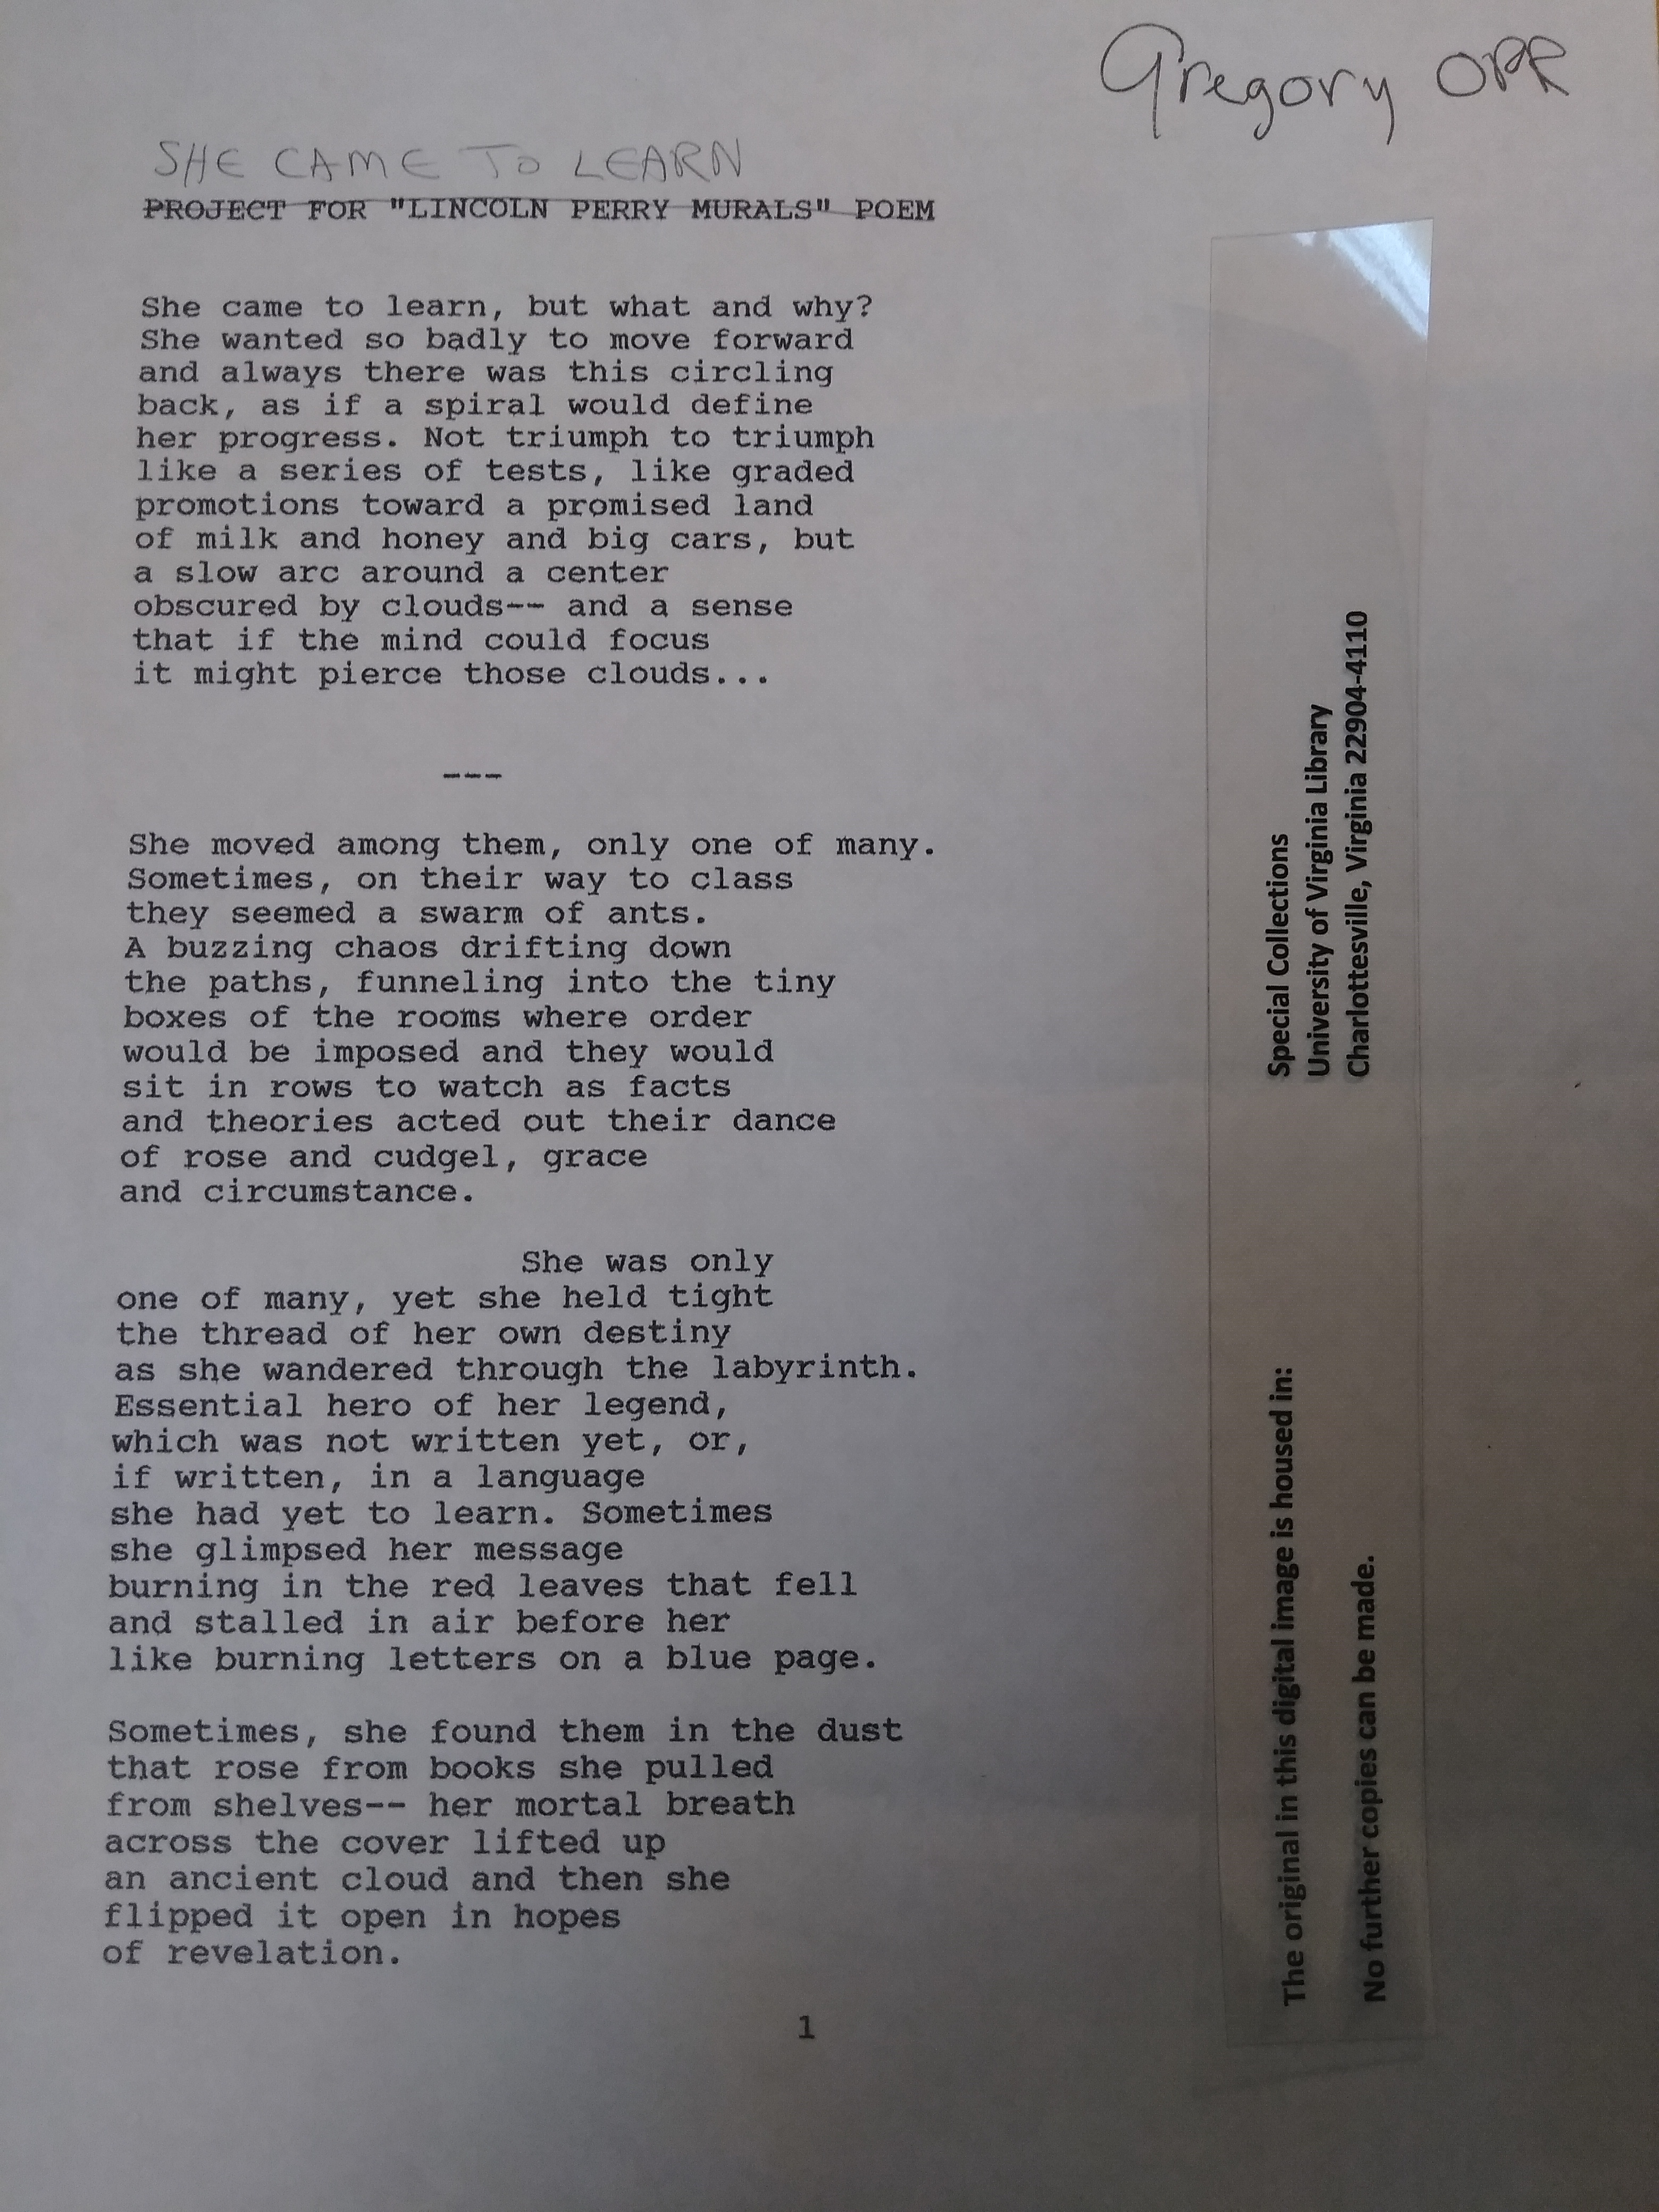 Gregory ORR
SHE CAME TO LEARN
PROJECT FOR "LINCOLN PERRY MURALS" POEM
She came to learn, but what and why?
She wanted so badly to move forward
and always there was this circling
back, as if a spiral would define
her progress. Not triumph to triumph
like a series of tests, like graded
promotions toward a promised land
of milk and honey and big cars, but
a slow arc around a center
obscured by clouds-- and a sense
that if the mind could focus
it might pierce those clouds...
---
She moved among them, only one of many.
Sometimes, on their way to class
they seemed a swarm of ants.
A buzzing chaos drifting down
the paths, funneling into the tiny
boxes of the rooms where order
would be imposed and they would
sit in rows to watch as facts
and theories acted out their dance
of rose and cudgel, grace
and circumstance.
She was only
one of many, yet she held tight
the thread of her own destiny
as she wandered through the labyrinth.
Essential hero of her legend,
which was not written yet, or,
if written, in a language
she had yet to learn. Sometimes
she glimpsed her message
burning in the red leaves that fell
and stalled in air before her
like burning letters on a blue page.
Sometimes, she found them in the dust
that rose from books she pulled
from shelves-- her mortal breath
across the cover lifted up
an ancient cloud and then she
flipped it open in hopes
of revelation.
1
The original in this digital image is housed in:
Special Collections
University of Virginia Library
Charlottesville, Virginia 22904-4110
No further copies can be made.